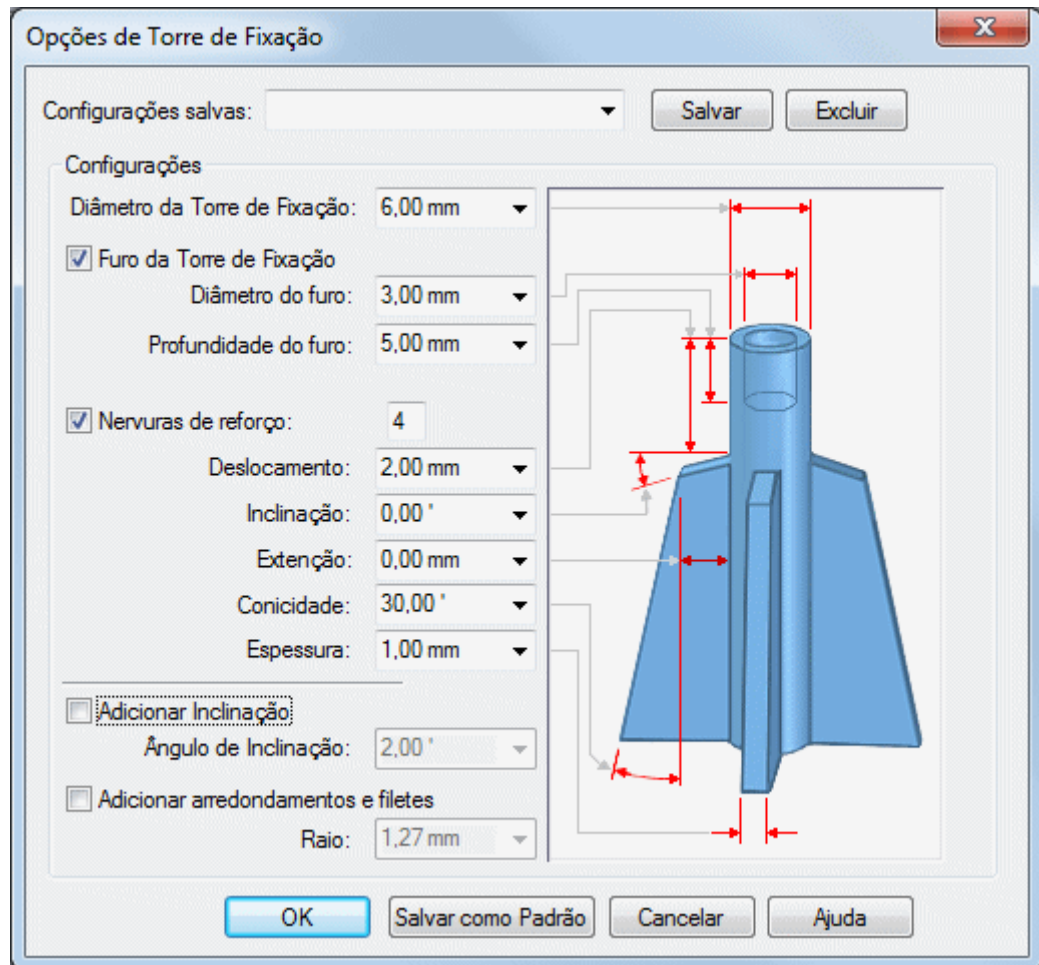 Opções de Torre de Fixação
Configurações salvas:
Salvar
Excluir
Configurações
Diâmetro da Torre de Fixação: 6,00 mm
Furo da Torre de Fixação
Diâmetro do furo: 3,00 mm
Profundidade do furo: 5,00 mm
Nervuras de reforço: 4
Deslocamento: 2,00 mm
Inclinação: 0,00 °
Extenção: 0,00 mm
Conicidade: 30,00 °
Espessura: 1,00 mm
Adicionar Inclinação
Ângulo de Inclinação: 2,00 °
Adicionar arredondamentos e filetes
Raio: 1,27 mm
OK
Salvar como Padrão
Cancelar
Ajuda